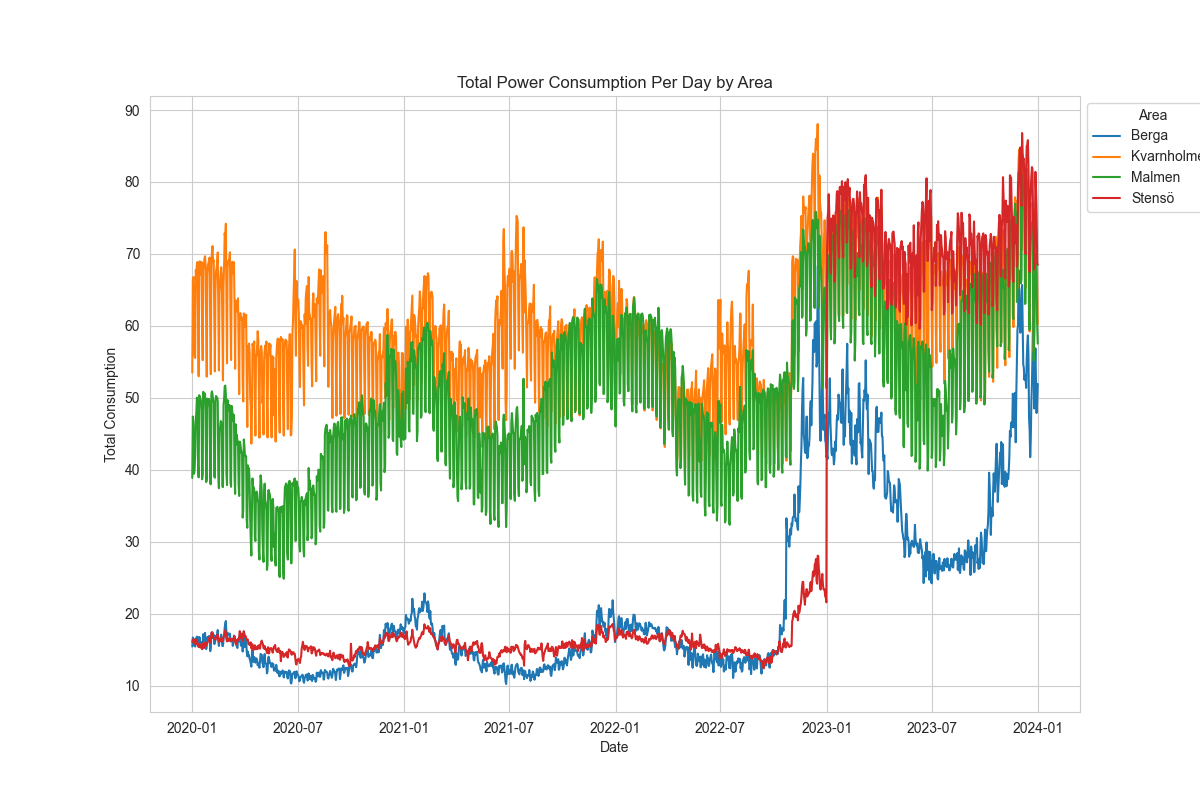 Total Power Consumption Per Day by Area
Area
Berga
Kvarnholme
Malmen
Stensö
Total Consumption
90
80
70
60
50
40
30
20
10
2020-01
2020-07
2021-01
2021-07
2022-01
2022-07
2023-01
2023-07
2024-01
Date